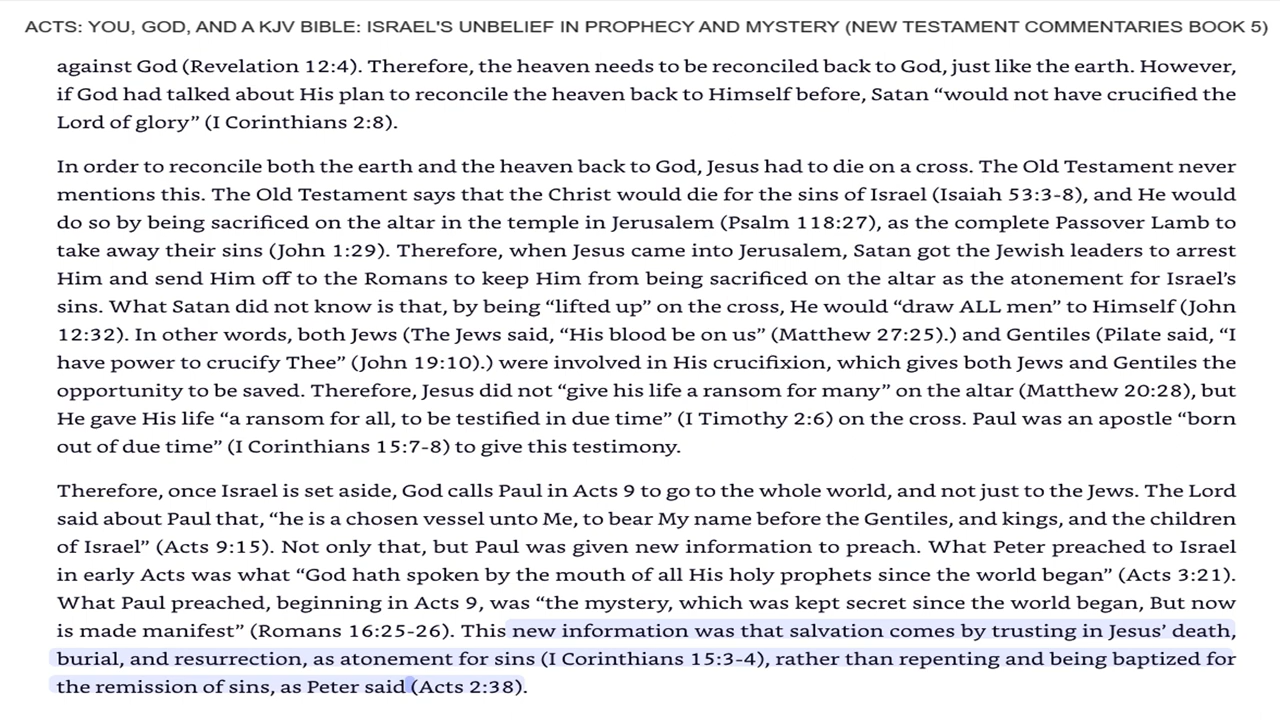 ACTS: YOU, GOD, AND A KJV BIBLE: ISRAEL'S UNBELIEF IN PROPHECY AND MYSTERY (NEW TESTAMENT COMMENTARIES BOOK 5)
against God (Revelation 12:4). Therefore, the heaven needs to be reconciled back to God, just like the earth. However,
if God had talked about His plan to reconcile the heaven back to Himself before, Satan “would not have crucified the
Lord of glory” (I Corinthians 2:8).
In order to reconcile both the earth and the heaven back to God, Jesus had to die on a cross. The Old Testament never
mentions this. The Old Testament says that the Christ would die for the sins of Israel (Isaiah 53:3-8), and He would
do so by being sacrificed on the altar in the temple in Jerusalem (Psalm 118:27), as the complete Passover Lamb to
take away their sins (John 1:29). Therefore, when Jesus came into Jerusalem, Satan got the Jewish leaders to arrest
Him and send Him off to the Romans to keep Him from being sacrificed on the altar as the atonement for Israel’s
sins. What Satan did not know is that, by being “lifted up” on the cross, He would “draw ALL men” to Himself (John
12:32). In other words, both Jews (The Jews said, “His blood be on us” (Matthew 27:25).) and Gentiles (Pilate said, “I
have power to crucify Thee” (John 19:10).) were involved in His crucifixion, which gives both Jews and Gentiles the
opportunity to be saved. Therefore, Jesus did not “give his life a ransom for many” on the altar (Matthew 20:28), but
He gave His life “a ransom for all, to be testified in due time” (I Timothy 2:6) on the cross. Paul was an apostle “born
out of due time” (I Corinthians 15:7-8) to give this testimony.
Therefore, once Israel is set aside, God calls Paul in Acts 9 to go to the whole world, and not just to the Jews. The Lord
said about Paul that, “he is a chosen vessel unto Me, to bear My name before the Gentiles, and kings, and the children
of Israel” (Acts 9:15). Not only that, but Paul was given new information to preach. What Peter preached to Israel
in early Acts was what “God hath spoken by the mouth of all His holy prophets since the world began” (Acts 3:21).
What Paul preached, beginning in Acts 9, was “the mystery, which was kept secret since the world began, But now
is made manifest” (Romans 16:25-26). This new information was that salvation comes by trusting in Jesus’ death,
burial, and resurrection, as atonement for sins (I Corinthians 15:3-4), rather than repenting and being baptized for
the remission of sins, as Peter said (Acts 2:38).